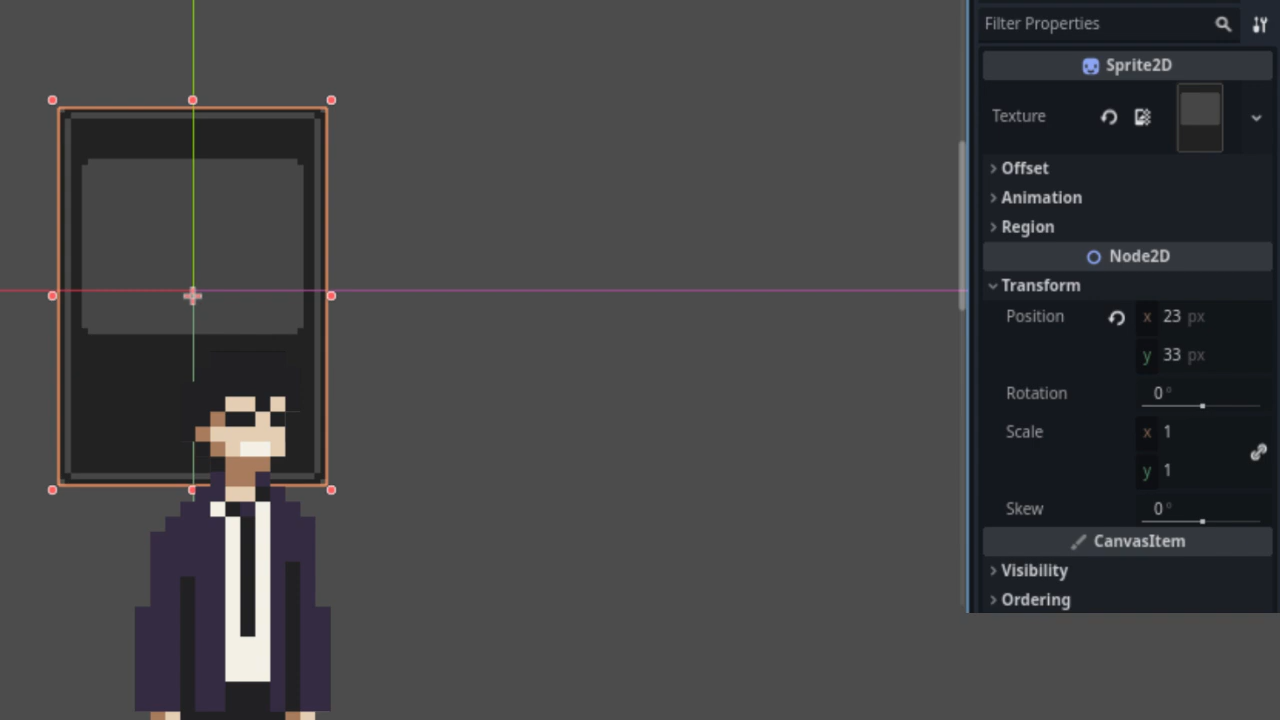 Filter Properties
Sprite2D
Texture
Offset
Animation
Region
Node2D
Transform
Position x 23 px
y 33 px
Rotation 0 °
Scale x 1
y 1
Skew 0 °
CanvasItem
Visibility
Ordering